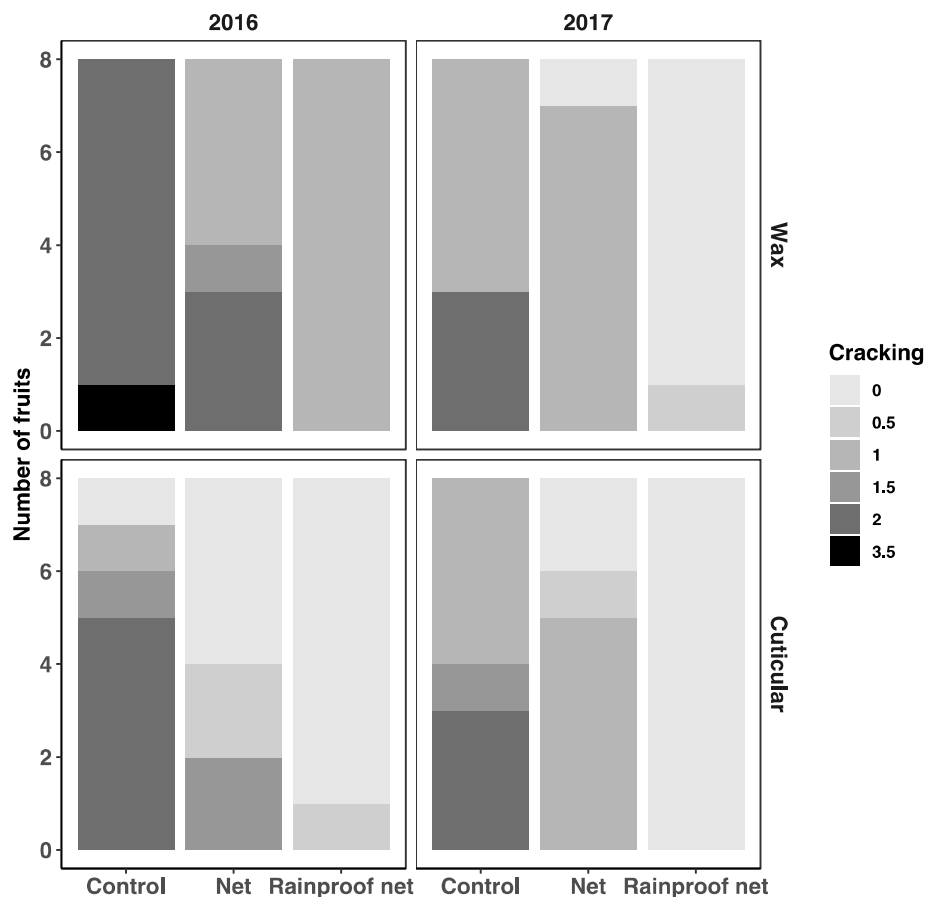 2016
2017
8
6
4
2
0
Wax
Number of fruits
8
6
4
2
0
Cuticular
Control
Net
Rainproof net
Control
Net
Rainproof net
Cracking
0
0.5
1
1.5
2
3.5